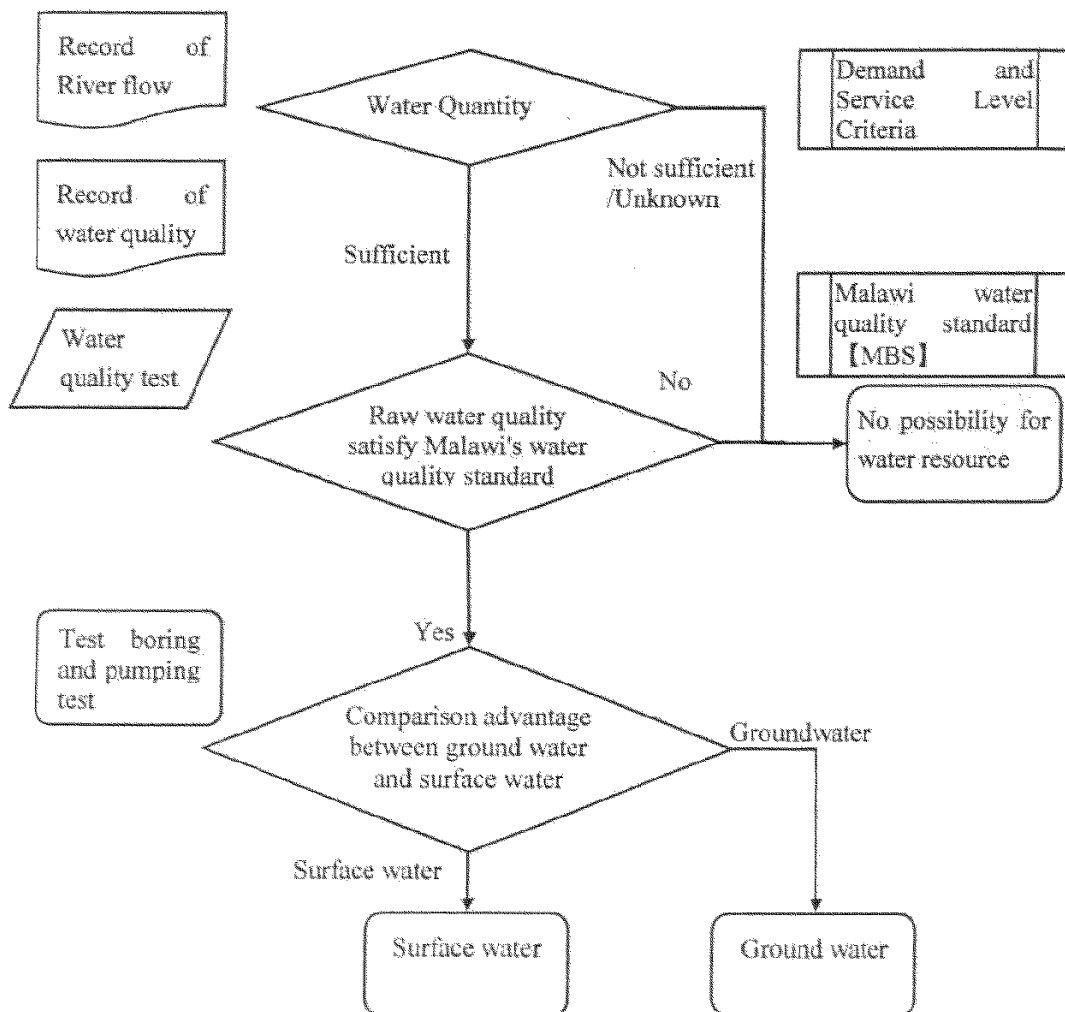 Record of
River flow
Water Quantity
Demand and
Service Level
Criteria
Not sufficient
/Unknown
Record of
water quality
Sufficient
Malawi water
quality standard
【MBS】
Water
quality test
No
Raw water quality
satisfy Malawi's water
quality standard
No possibility for
water resource
Yes
Test boring
and pumping
test
Comparison advantage
between ground water
and surface water
Groundwater
Surface water
Surface water
Ground water